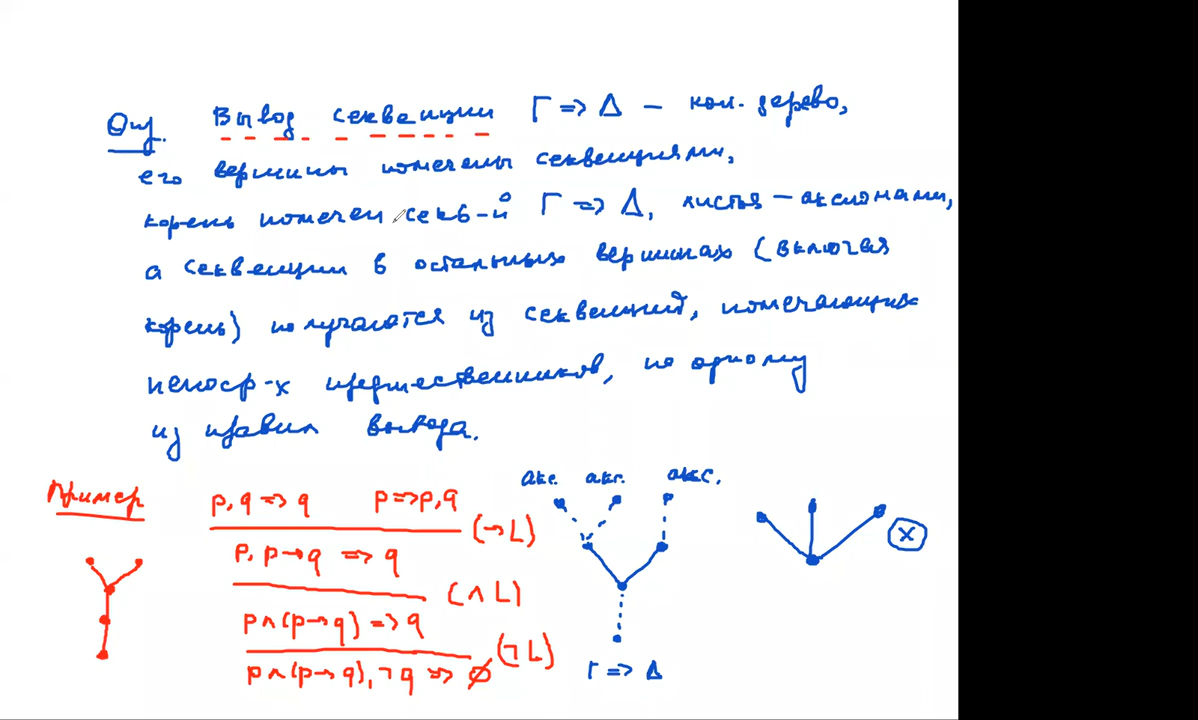 Опр. Вывод секвенции Γ => Δ — кон. дерево,
его вершины помечены секвенциями,
корень помечен секв-й Γ => Δ, листья — аксиомами,
а секвенции в остальных вершинах (включая
корень) получаются из секвенций, помечающих
непоср-х предшественников, по одному
из правил вывода.
Пример
p, q => q p => p, q
(→L)
p, p→q => q
(∧L)
p∧(p→q) => q
(¬L)
p∧(p→q), ¬q => ∅
акс. акс. акс.
Γ => Δ
X